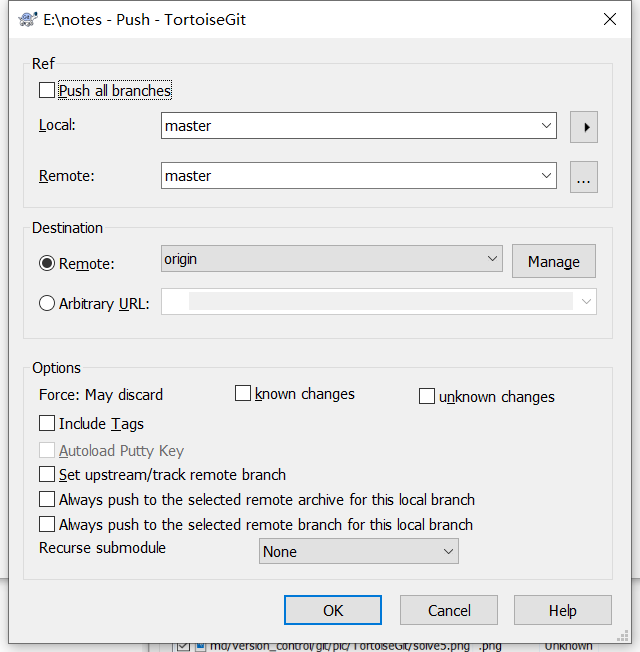 E:\notes - Push - TortoiseGit
Ref
Push all branches
Local: master
Remote: master
...
Destination
Remote: origin Manage
Arbitrary URL:
Options
Force: May discard known changes unknown changes
Include Tags
Autoload Putty Key
Set upstream/track remote branch
Always push to the selected remote archive for this local branch
Always push to the selected remote branch for this local branch
Recurse submodule None
OK Cancel Help
md/version_control/git/pic/TortoiseGit/solve5.png .png Unknown